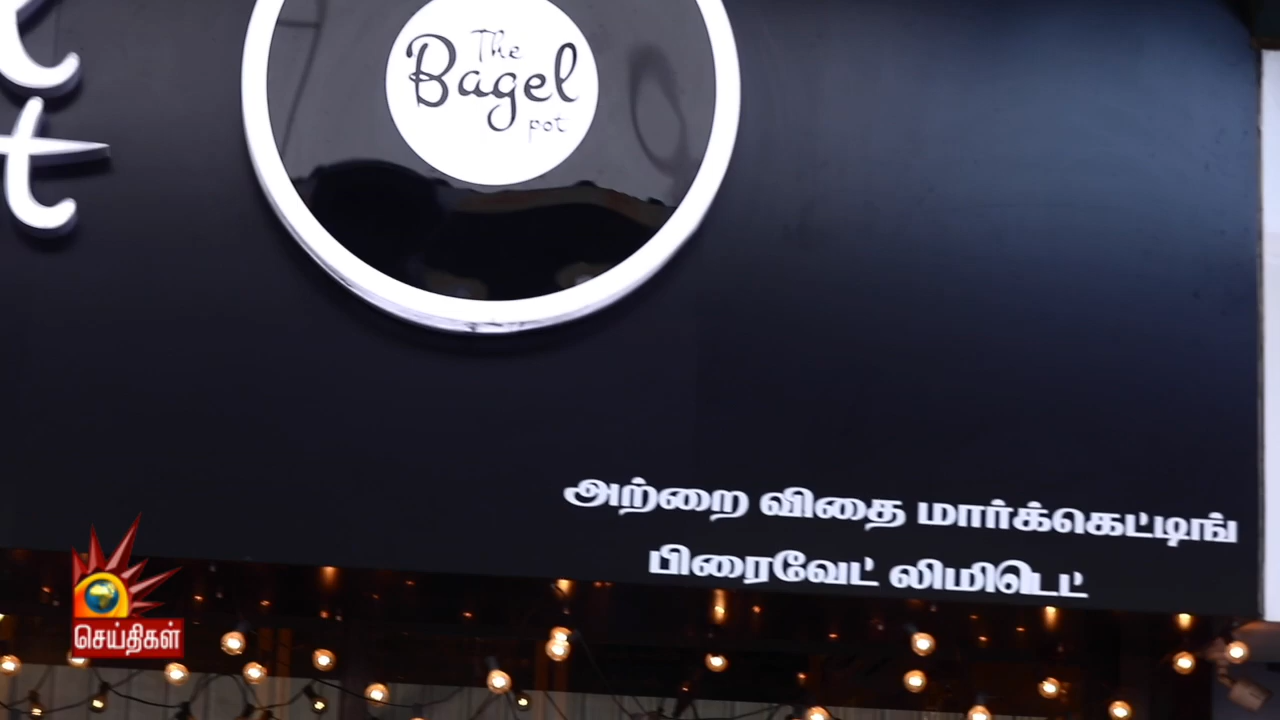 The
Bagel
pot
t
அற்றை விதை மார்க்கெட்டிங்
பிரைவேட் லிமிடெட்
செய்திகள்